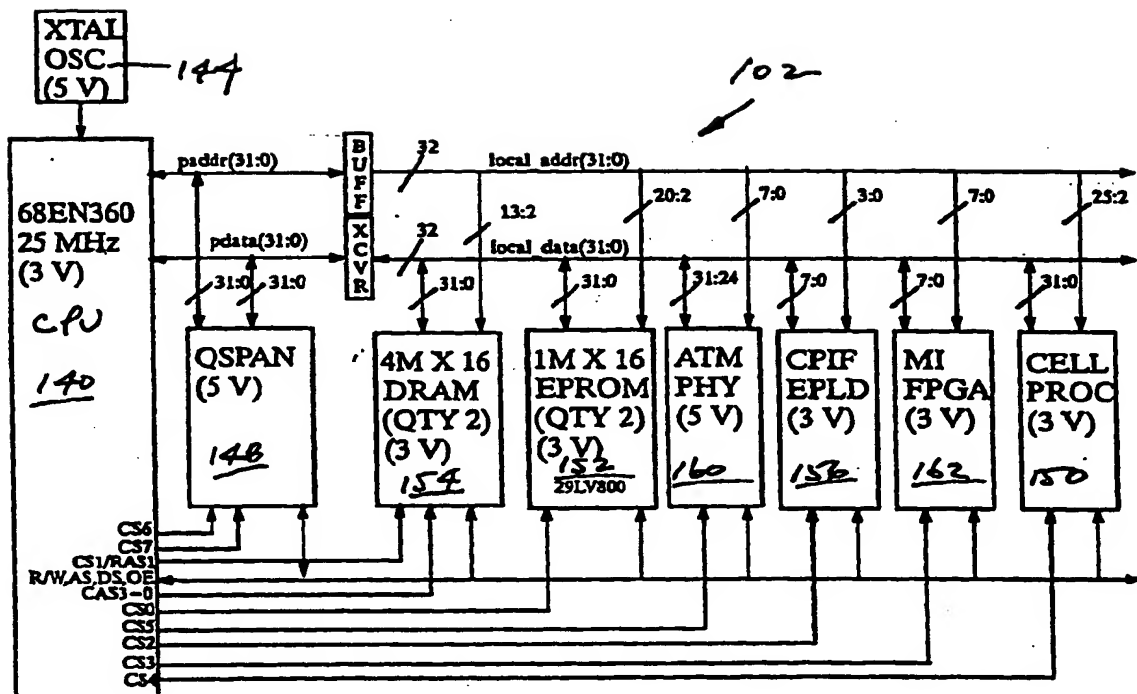 XTAL
OSC
(5 V)
144
102
68EN360
25 MHz
(3 V)
CPU
140
paddr(31:0)
pdata(31:0)
BUFF
XCVR
32
local_addr(31:0)
32
local_data(31:0)
13:2
20:2
7:0
3:0
7:0
25:2
31:0
31:0
31:0
31:0
31:24
7:0
7:0
31:0
QSPAN
(5 V)
148
4M X 16
DRAM
(QTY 2)
(3 V)
154
1M X 16
EPROM
(QTY 2)
(3 V)
152
29LV800
ATM
PHY
(5 V)
160
CPIF
EPLD
(3 V)
156
MI
FPGA
(3 V)
162
CELL
PROC
(3 V)
150
CS6
CS7
CS1/RAS1
R/W,AS,DS,OE
CAS3 - 0
CS0
CS5
CS2
CS3
CS4